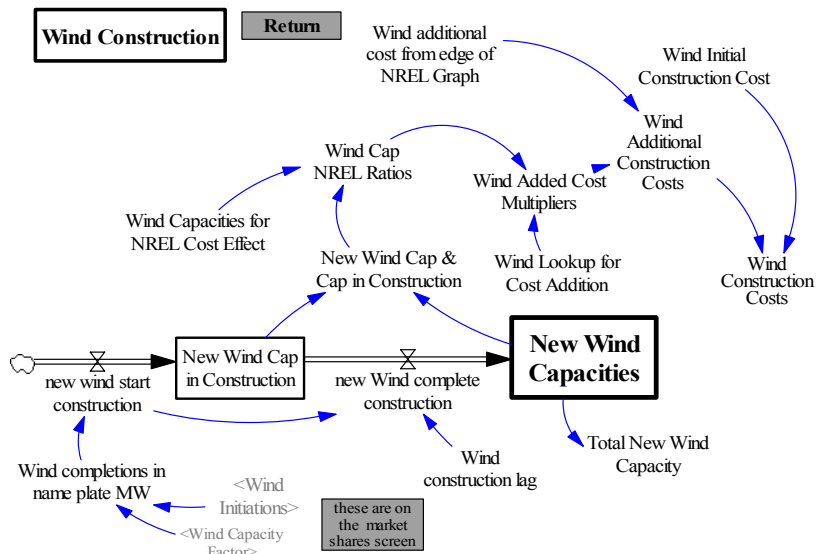 Wind Construction
Return
Wind additional
cost from edge of
NREL Graph
Wind Initial
Construction Cost
Wind Cap
NREL Ratios
Wind
Additional
Construction
Costs
Wind Added Cost
Multipliers
Wind Capacities for
NREL Cost Effect
New Wind Cap &
Cap in Construction
Wind Lookup for
Cost Addition
Wind
Construction
Costs
New Wind Cap
in Construction
New Wind
Capacities
new wind start
construction
new Wind complete
construction
Wind
construction lag
Total New Wind
Capacity
Wind completions in
name plate MW
<Wind
Initiations>
<Wind Capacity
Factor>
these are on
the market
shares screen